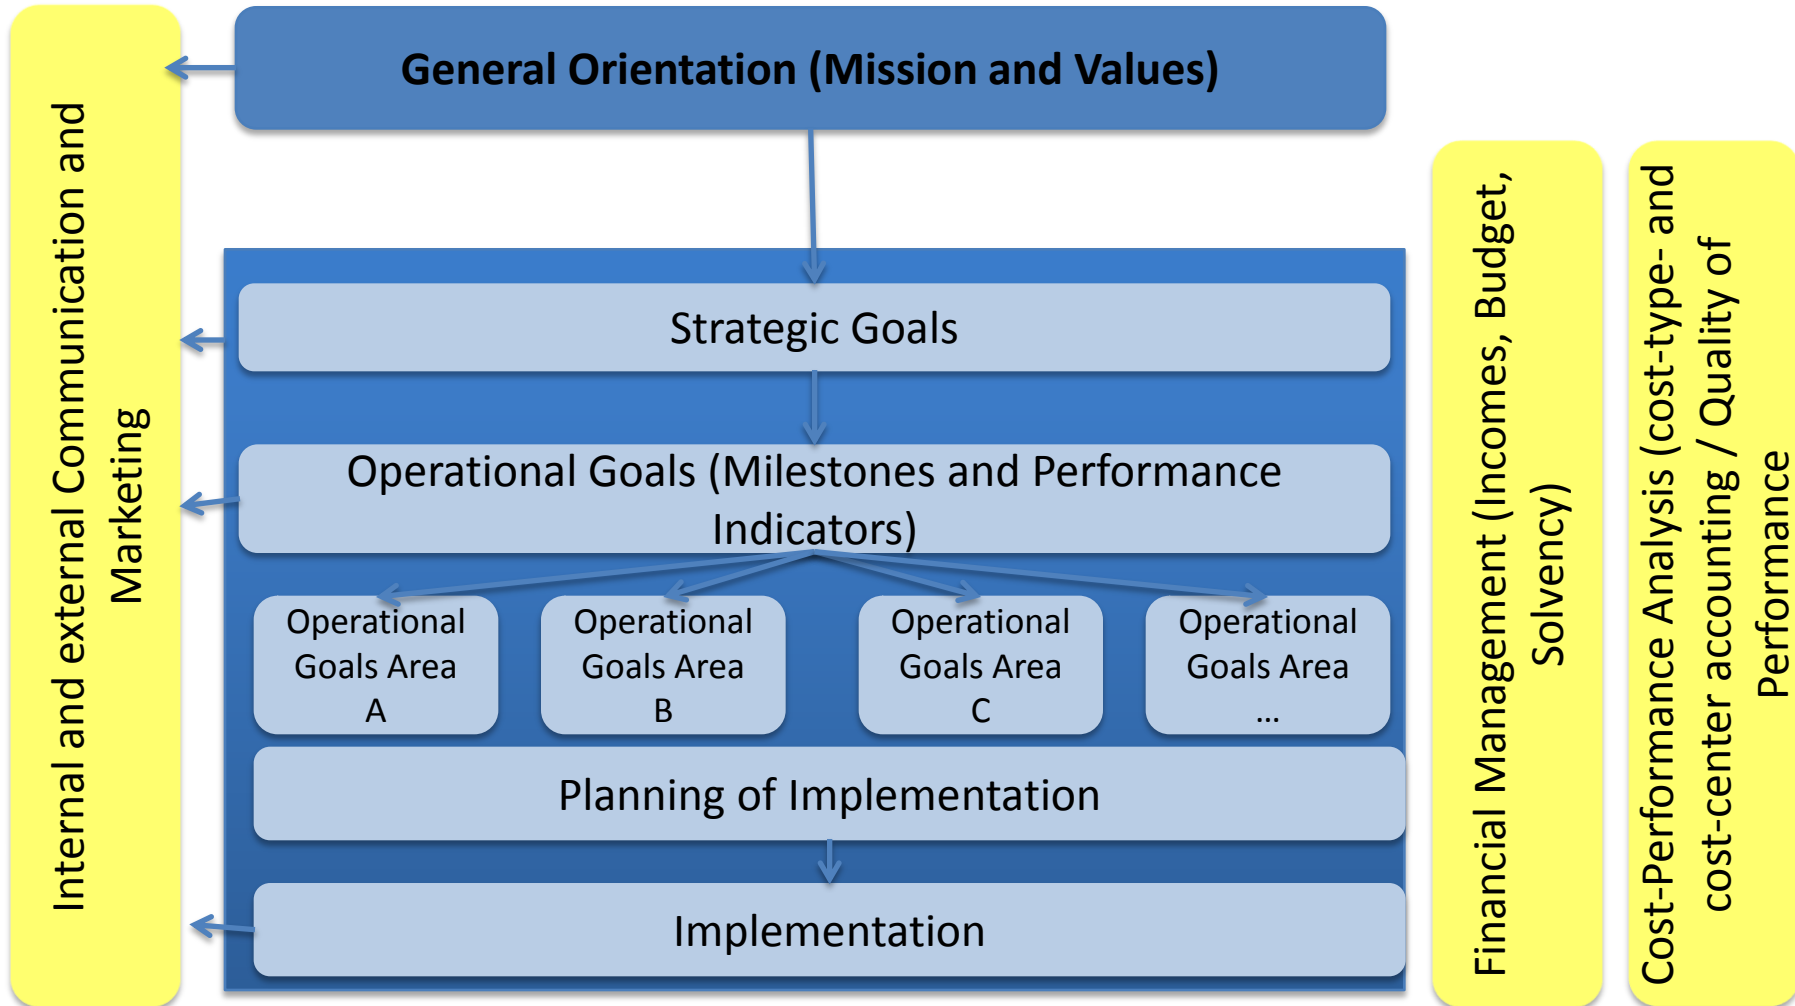 Internal and external Communication and
Marketing
General Orientation (Mission and Values)
Strategic Goals
Operational Goals (Milestones and Performance
Indicators)
Operational
Goals Area
A
Operational
Goals Area
B
Operational
Goals Area
C
Operational
Goals Area
...
Planning of Implementation
Implementation
Financial Management (Incomes, Budget,
Solvency)
Cost-Performance Analysis (cost-type- and
cost-center accounting / Quality of
Performance